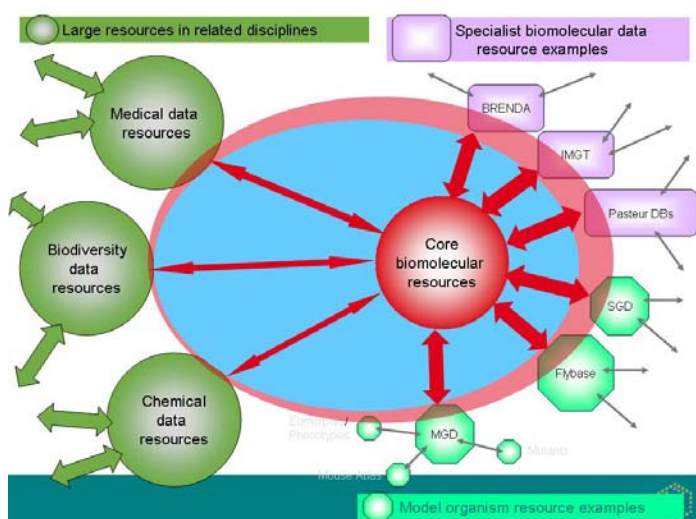 Large resources in related disciplines
Specialist biomolecular data
resource examples
Medical data
resources
BRENDA
IMGT
Pasteur DBs
Biodiversity
data
resources
Core
biomolecular
resources
SGD
Flybase
Chemical
data
resources
MGD
Phenotypes
Mutants
Mouse Atlas
Model organism resource examples